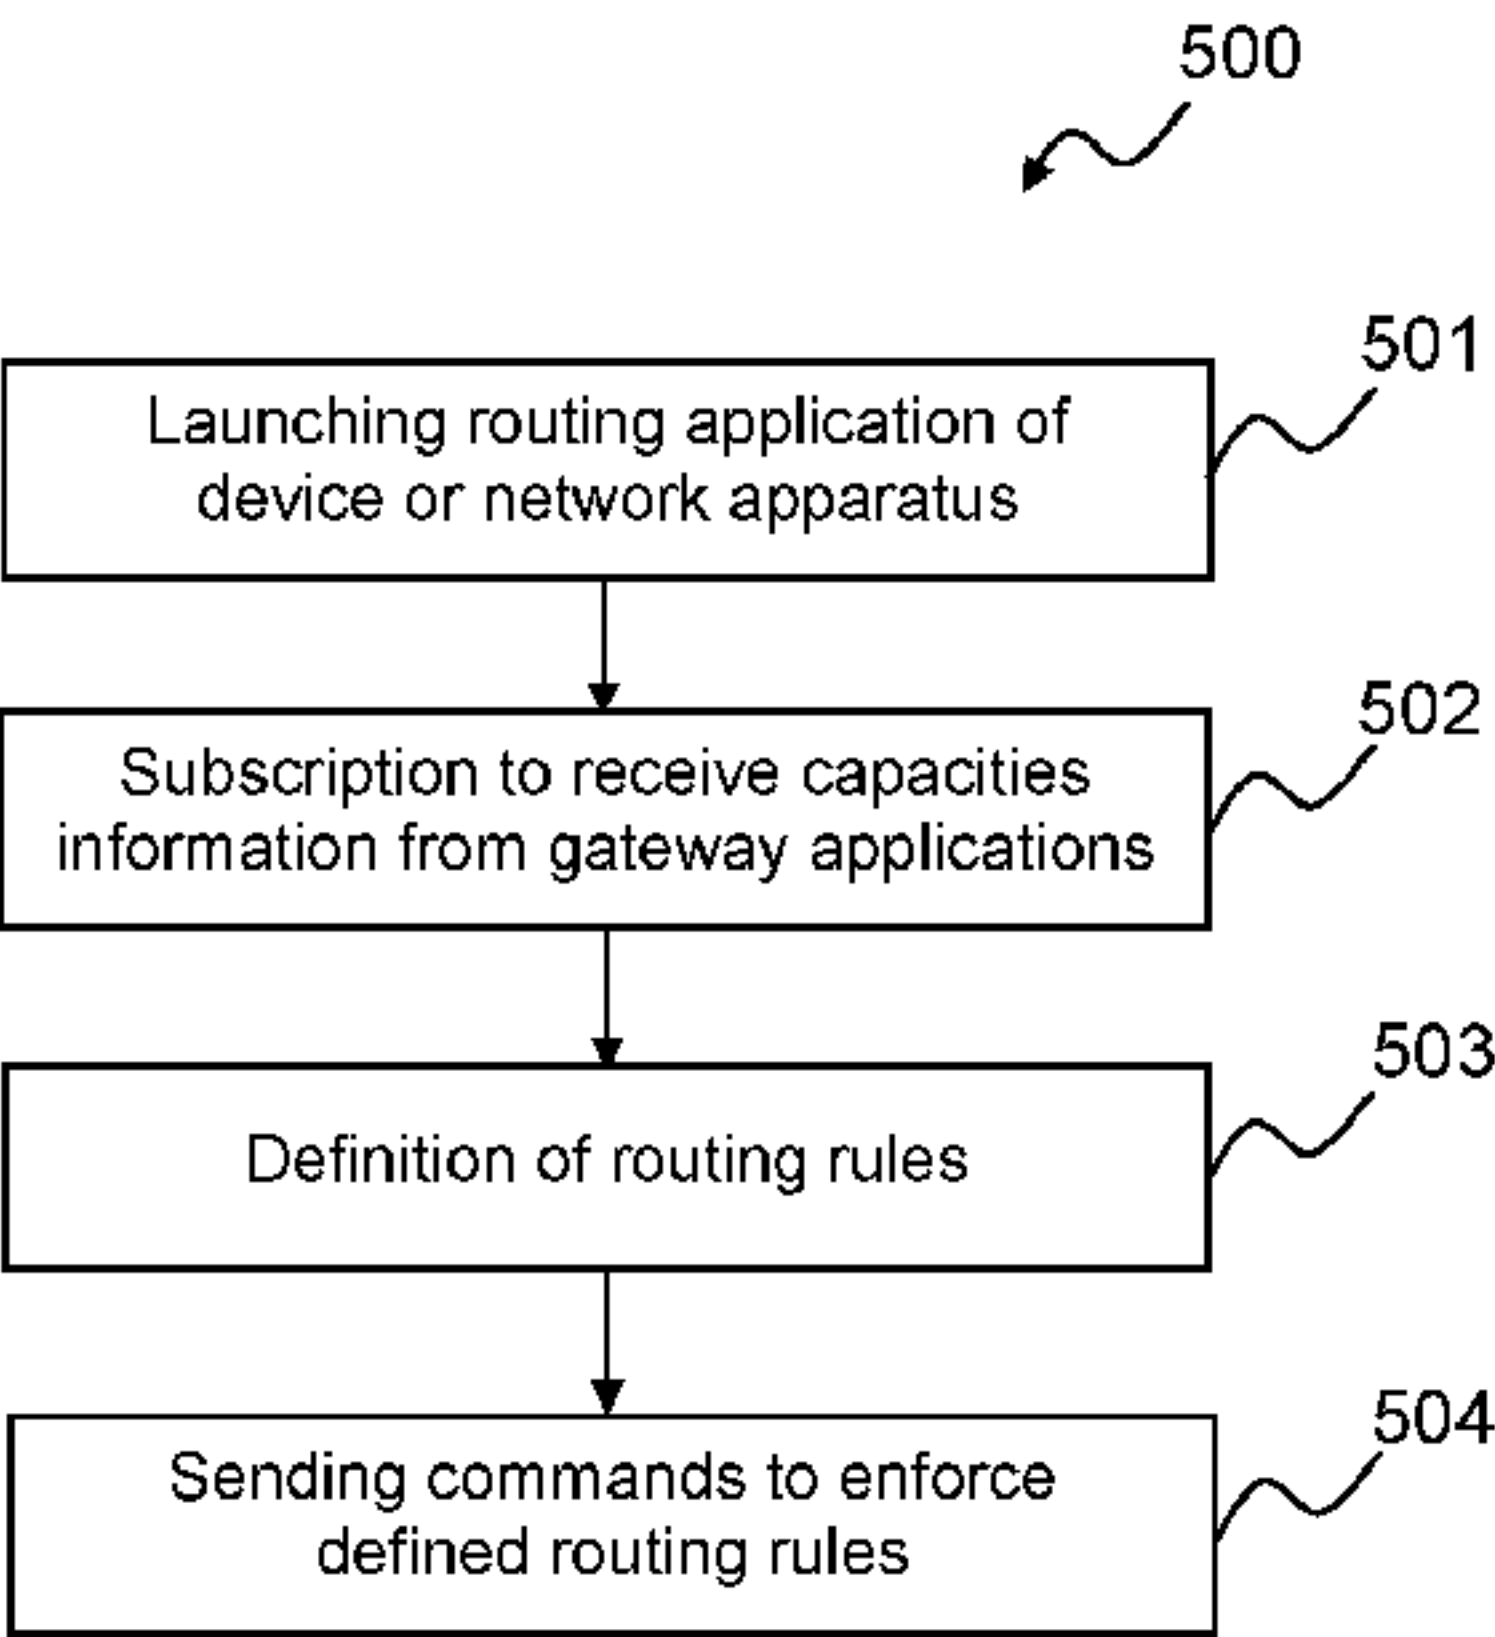 500
501
Launching routing application of
device or network apparatus
502
Subscription to receive capacities
information from gateway applications
503
Definition of routing rules
504
Sending commands to enforce
defined routing rules